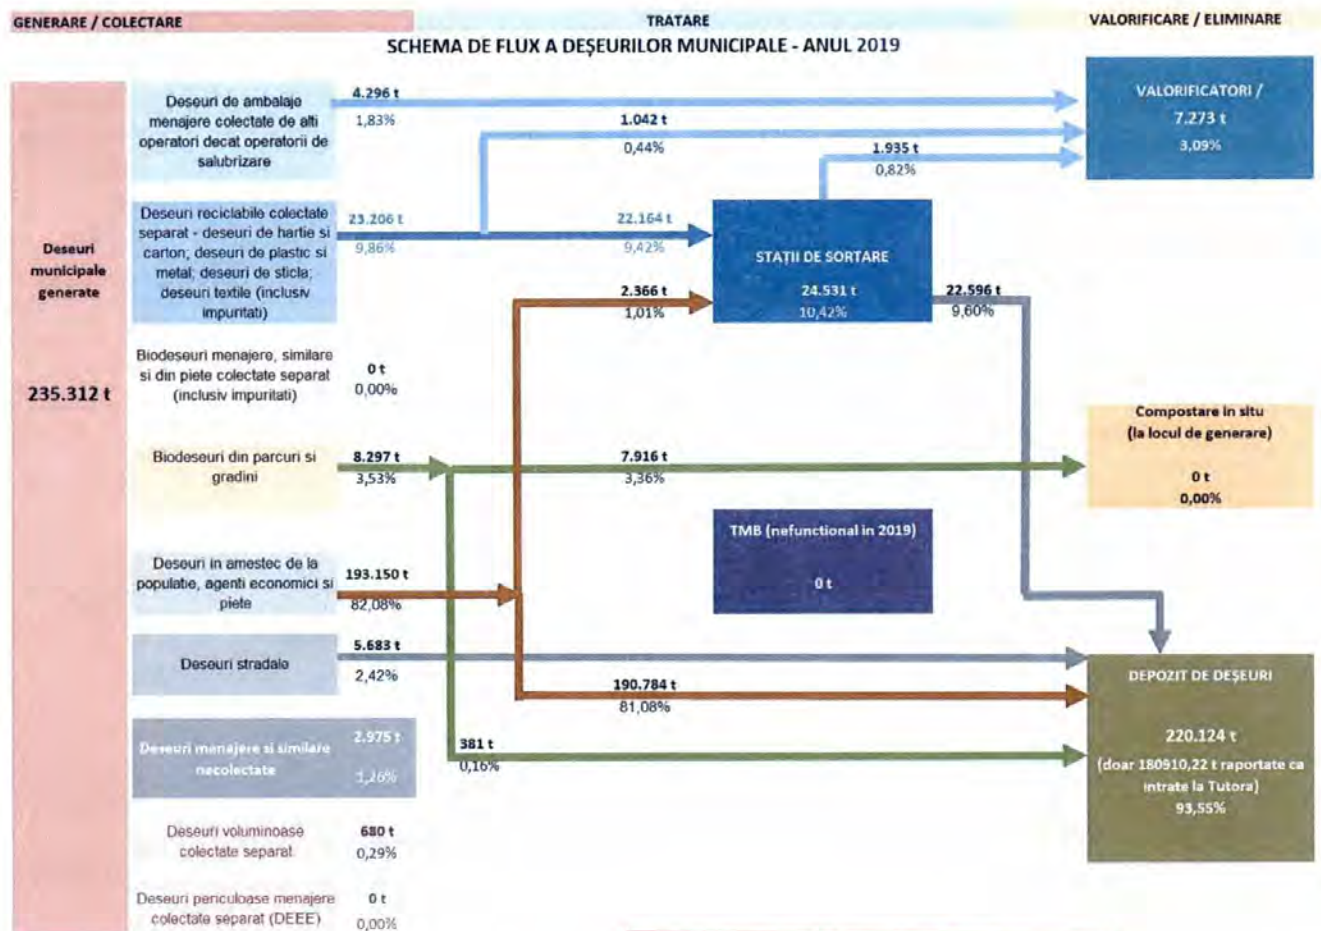 GENERARE / COLECTARE
TRATARE
VALORIFICARE / ELIMINARE
SCHEMA DE FLUX A DEȘEURILOR MUNICIPALE - ANUL 2019
Deseuri
municipale
generate
235.312 t
Deseuri de ambalaje
menajere colectate de alti
operatori decat operatorii de
salubrizare
4.296 t
1,83%
1.042 t
0,44%
1.935 t
0,82%
VALORIFICATORI /
7.273 t
3,09%
Deseuri reciclabile colectate
separat - deseuri de hartie si
carton; deseuri de plastic si
metal; deseuri de sticla;
deseuri textile (inclusiv
impuritati)
23.206 t
9,86%
22.164 t
9,42%
2.366 t
1,01%
STAȚII DE SORTARE
24.531 t
10,42%
22.596 t
9,60%
Biodeseuri menajere, similare
si din piete colectate separat
(inclusiv impuritati)
0 t
0,00%
Biodeseuri din parcuri si
gradini
8.297 t
3,53%
7.916 t
3,36%
Compostare in situ
(la locul de generare)
0 t
0,00%
TMB (nefunctional in 2019)
0 t
Deseuri in amestec de la
populatie, agenti economici si
piete
193.150 t
82,08%
Deseuri stradale
5.683 t
2,42%
190.784 t
81,08%
DEPOZIT DE DEȘEURI
220.124 t
(doar 180910,22 t raportate ca
intrate la Tutora)
93,55%
Deseuri menajere si similare
necolectate
2.975 t
1,26%
381 t
0,16%
Deseuri voluminoase
colectate separat
680 t
0,29%
Deseuri periculoase menajere
colectate separat (DEEE)
0 t
0,00%